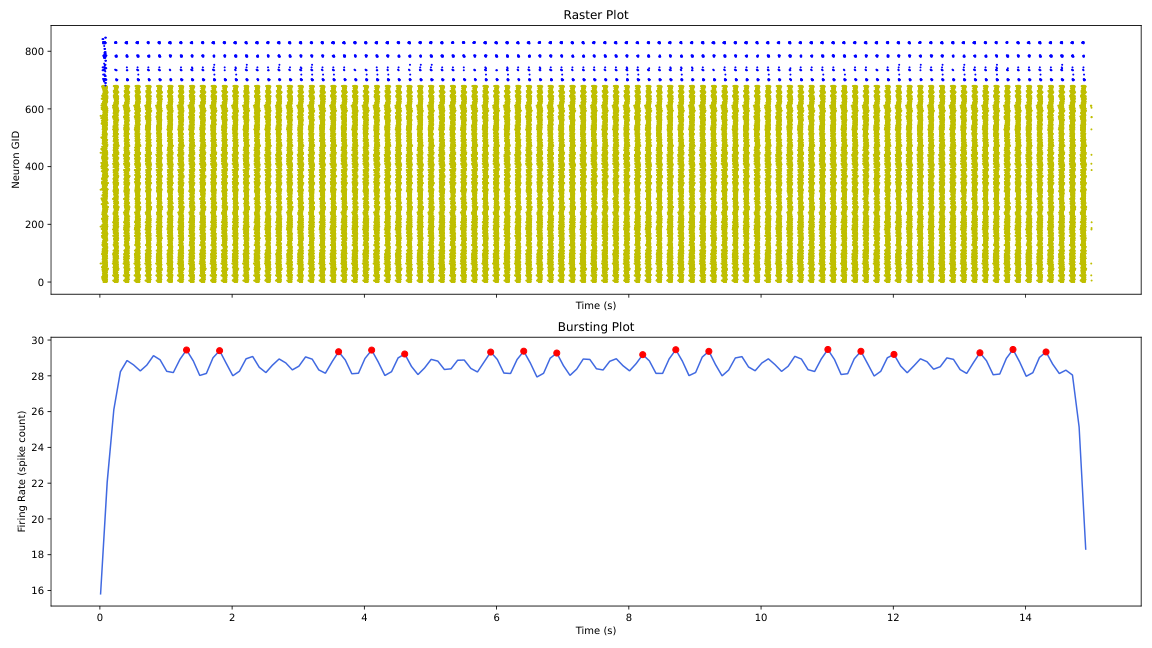 Raster Plot
800
600
400
200
0
Neuron GID
Time (s)
Bursting Plot
30
28
26
24
22
20
18
16
Firing Rate (spike count)
0 2 4 6 8 10 12 14
Time (s)